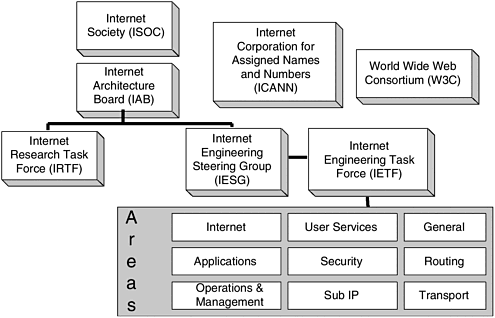 Internet
Society (ISOC)
Internet
Corporation for
Assigned Names
and Numbers
(ICANN)
World Wide Web
Consortium (W3C)
Internet
Architecture
Board (IAB)
Internet
Research Task
Force (IRTF)
Internet
Engineering
Steering Group
(IESG)
Internet
Engineering Task
Force (IETF)
Areas
Internet
User Services
General
Applications
Security
Routing
Operations &
Management
Sub IP
Transport